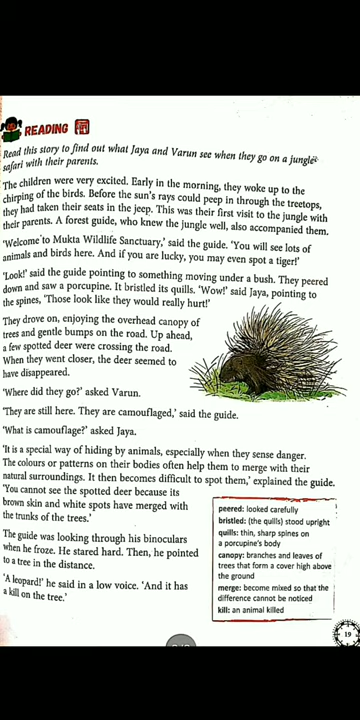 READING
Read this story to find out what Jaya and Varun see when they go on a jungle
safari with their parents.
The children were very excited. Early in the morning, they woke up to the
chirping of the birds. Before the sun's rays could peep in through the treetops,
they had taken their seats in the jeep. This was their first visit to the jungle with
their parents. A forest guide, who knew the jungle well, also accompanied them.
'Welcome to Mukta Wildlife Sanctuary,' said the guide. 'You will see lots of
animals and birds here. And if you are lucky, you may even spot a tiger!'
'Look!' said the guide pointing to something moving under a bush. They peered
down and saw a porcupine. It bristled its quills. 'Wow!' said Jaya, pointing to
the spines, 'Those look like they would really hurt!'
They drove on, enjoying the overhead canopy of
trees and gentle bumps on the road. Up ahead,
a few spotted deer were crossing the road.
When they went closer, the deer seemed to
have disappeared.
'Where did they go?' asked Varun.
'They are still here. They are camouflaged,' said the guide.
'What is camouflage?' asked Jaya.
'It is a special way of hiding by animals, especially when they sense danger.
The colours or patterns on their bodies often help them to merge with their
natural surroundings. It then becomes difficult to spot them,' explained the guide.
'You cannot see the spotted deer because its
brown skin and white spots have merged with
the trunks of the trees.'
The guide was looking through his binoculars
when he froze. He stared hard. Then, he pointed
to a tree in the distance.
'A leopard!' he said in a low voice. 'And it has
a kill on the tree.'
peered: looked carefully
bristled: (the quills) stood upright
quills: thin, sharp spines on
a porcupine's body
canopy: branches and leaves of
trees that form a cover high above
the ground
merge: become mixed so that the
difference cannot be noticed
kill: an animal killed
19